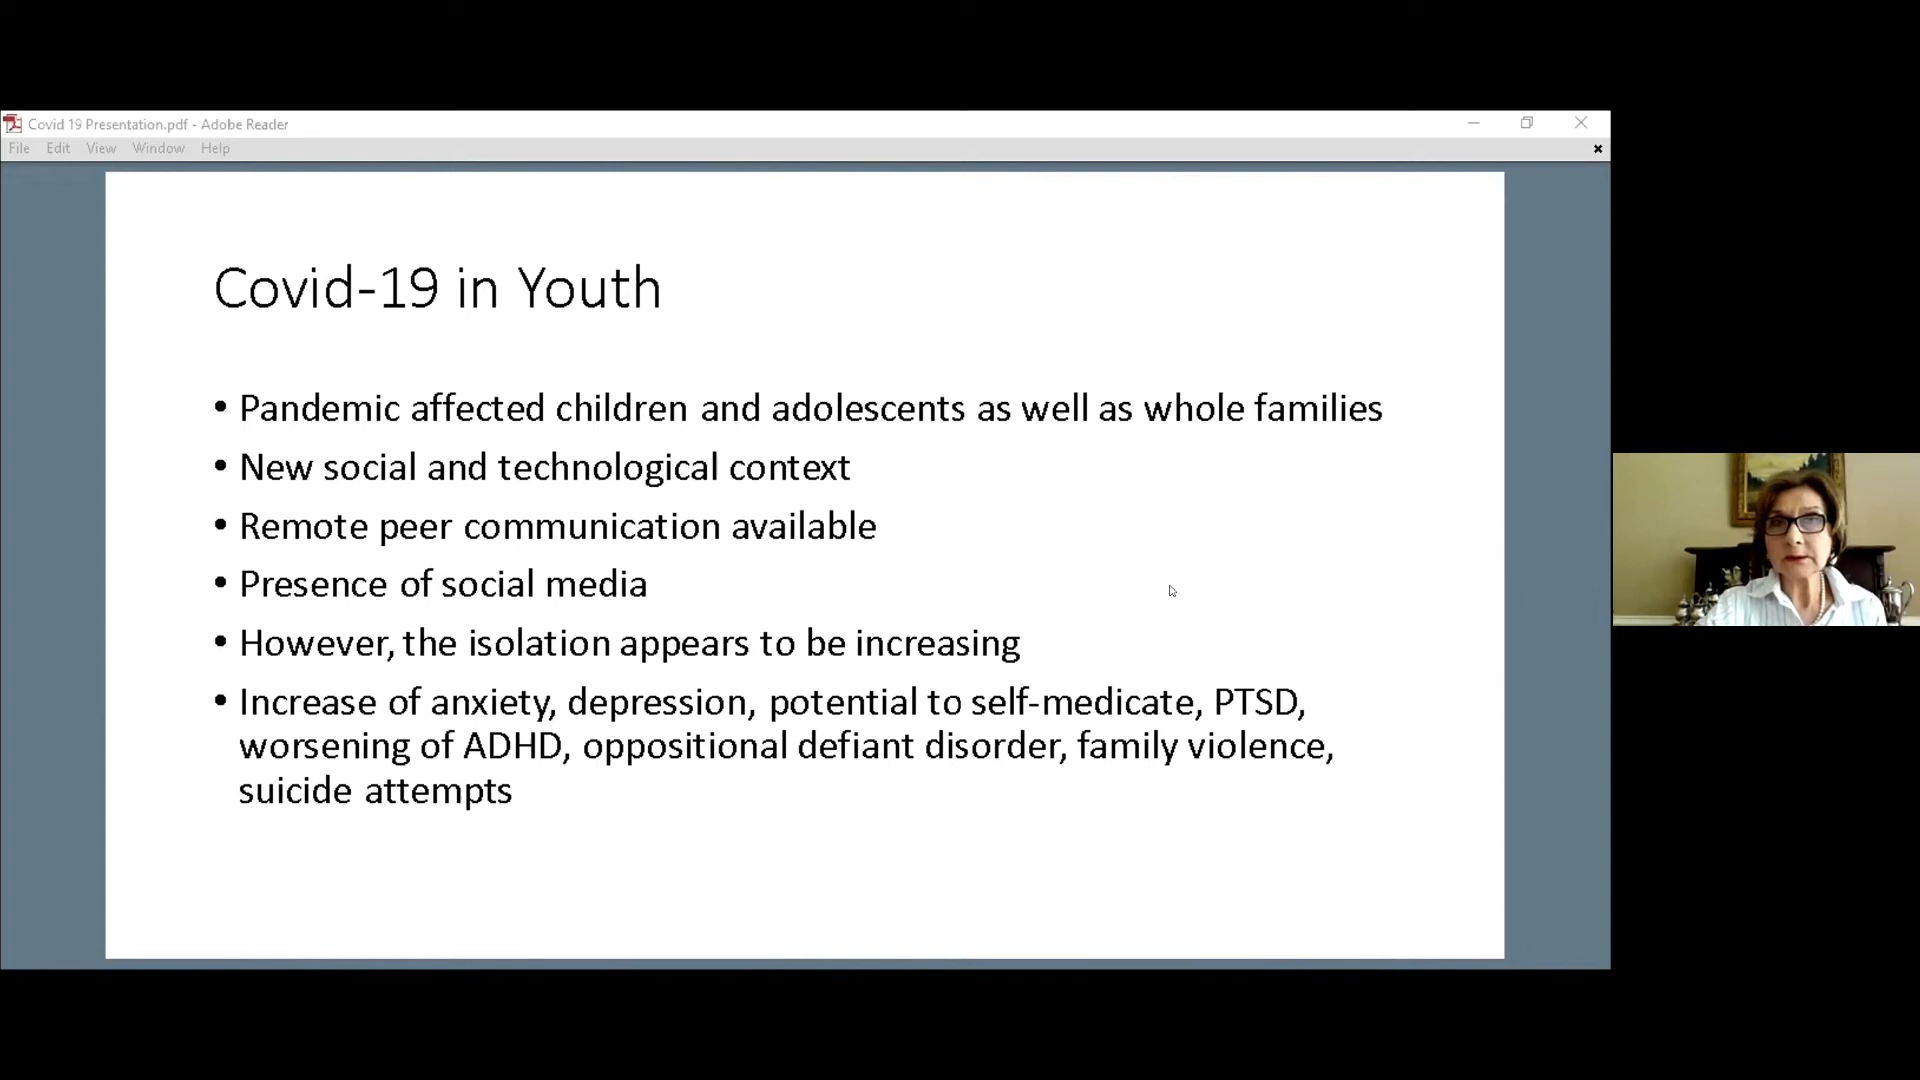 Covid 19 Presentation.pdf - Adobe Reader
File Edit View Window Help
Covid-19 in Youth
• Pandemic affected children and adolescents as well as whole families
• New social and technological context
• Remote peer communication available
• Presence of social media
• However, the isolation appears to be increasing
• Increase of anxiety, depression, potential to self-medicate, PTSD,
worsening of ADHD, oppositional defiant disorder, family violence,
suicide attempts